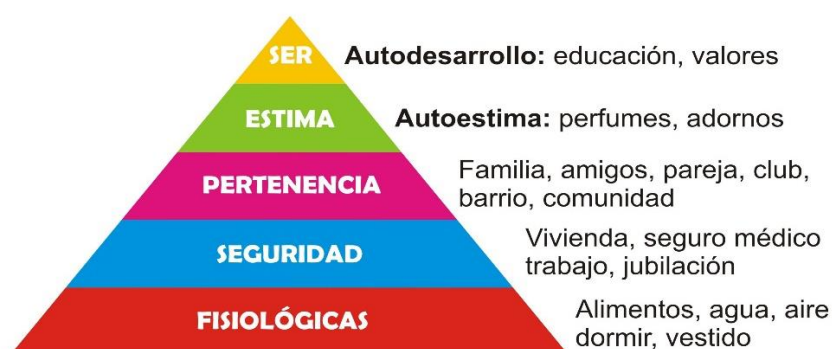 SER
Autodesarrollo: educación, valores
ESTIMA
Autoestima: perfumes, adornos
PERTENENCIA
Familia, amigos, pareja, club,
barrio, comunidad
SEGURIDAD
Vivienda, seguro médico
trabajo, jubilación
FISIOLÓGICAS
Alimentos, agua, aire
dormir, vestido